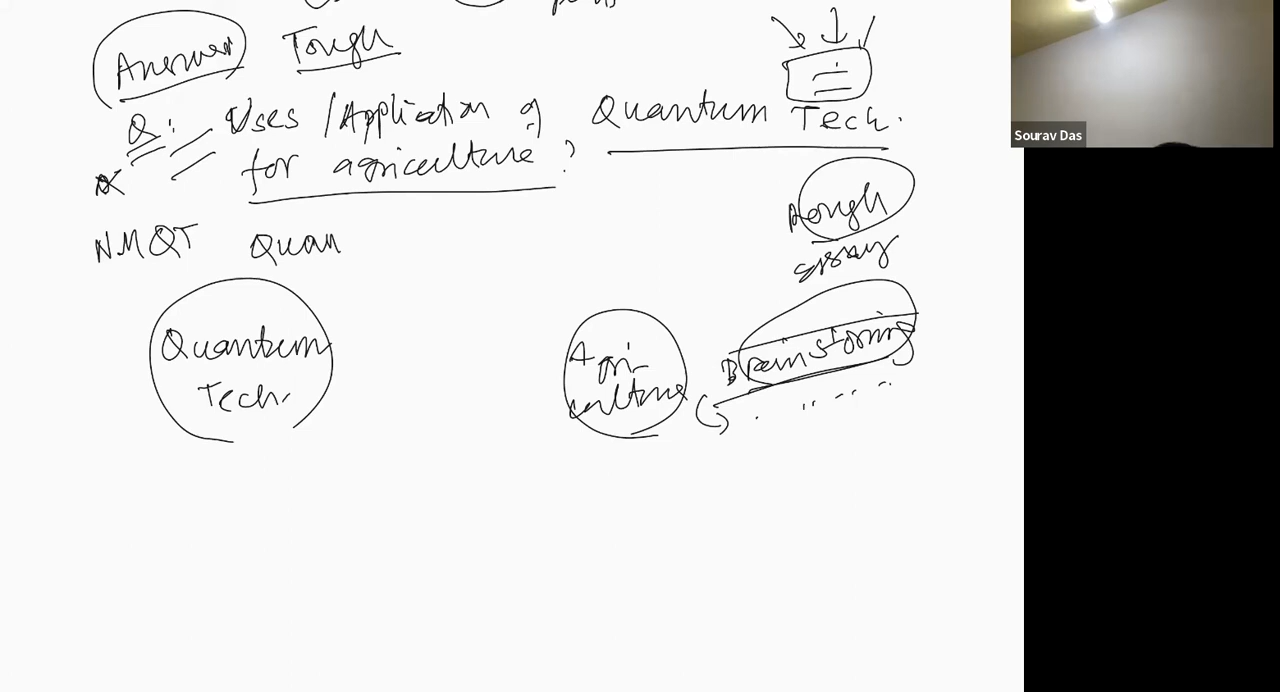 Answer Tough
Q: Uses / Application of Quantum Tech.
for agriculture?
Rough
NMQT Quan
essay
Quantum
Tech.
Agri-
culture
Brainstorming
Sourav Das